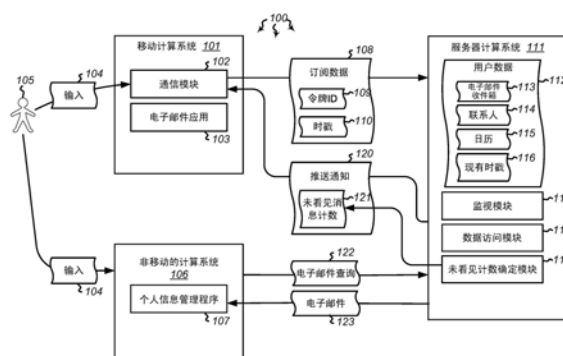 100
移动计算系统 101
102
通信模块
电子邮件应用
103
105
104
输入
108
订阅数据
令牌ID
109
时戳
110
服务器计算系统 111
用户数据
112
电子邮件
收件箱
113
联系人
114
日历
115
现有时戳
116
120
推送通知
未看见消
息计数
121
监视模块
11
数据访问模块
11
未看见计数确定模块
11
输入
104
非移动的计算系统
106
个人信息管理程序
107
122
电子邮件查询
电子邮件
123